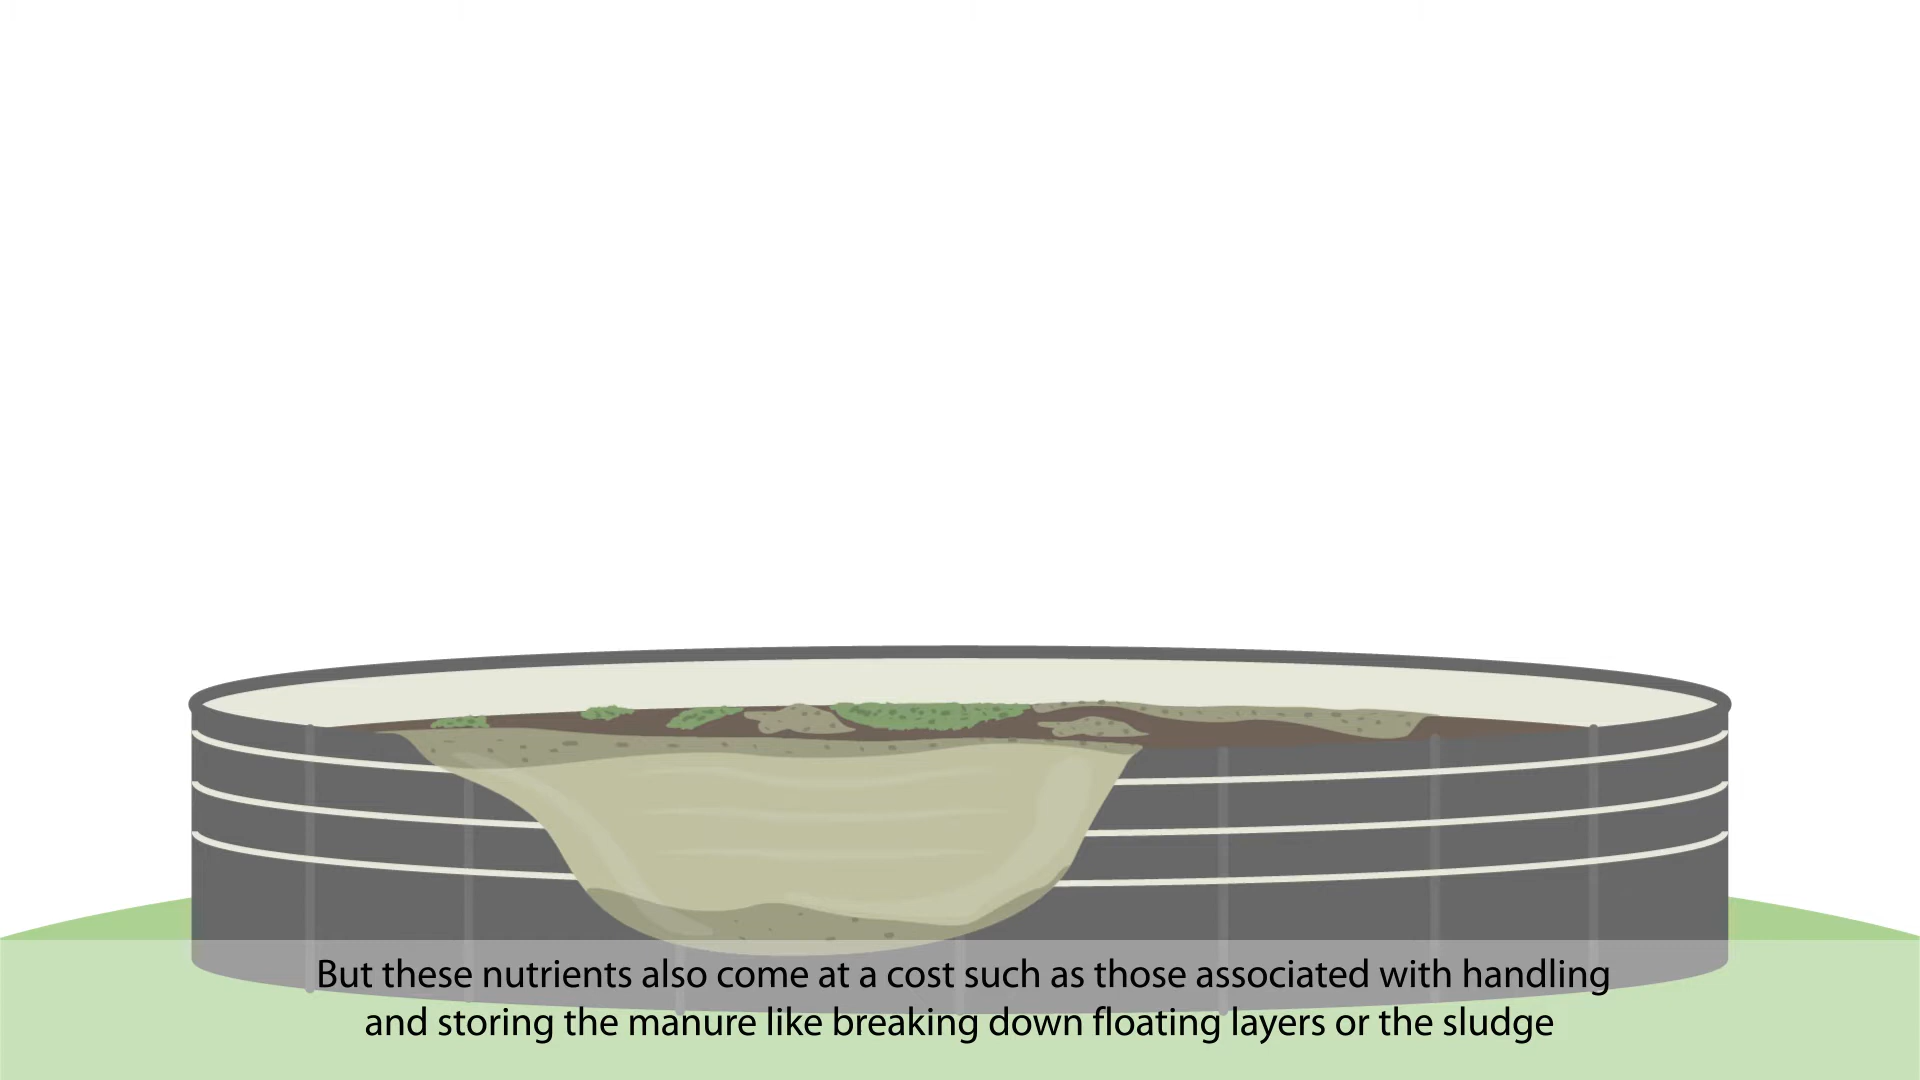 But these nutrients also come at a cost such as those associated with handling
and storing the manure like breaking down floating layers or the sludge